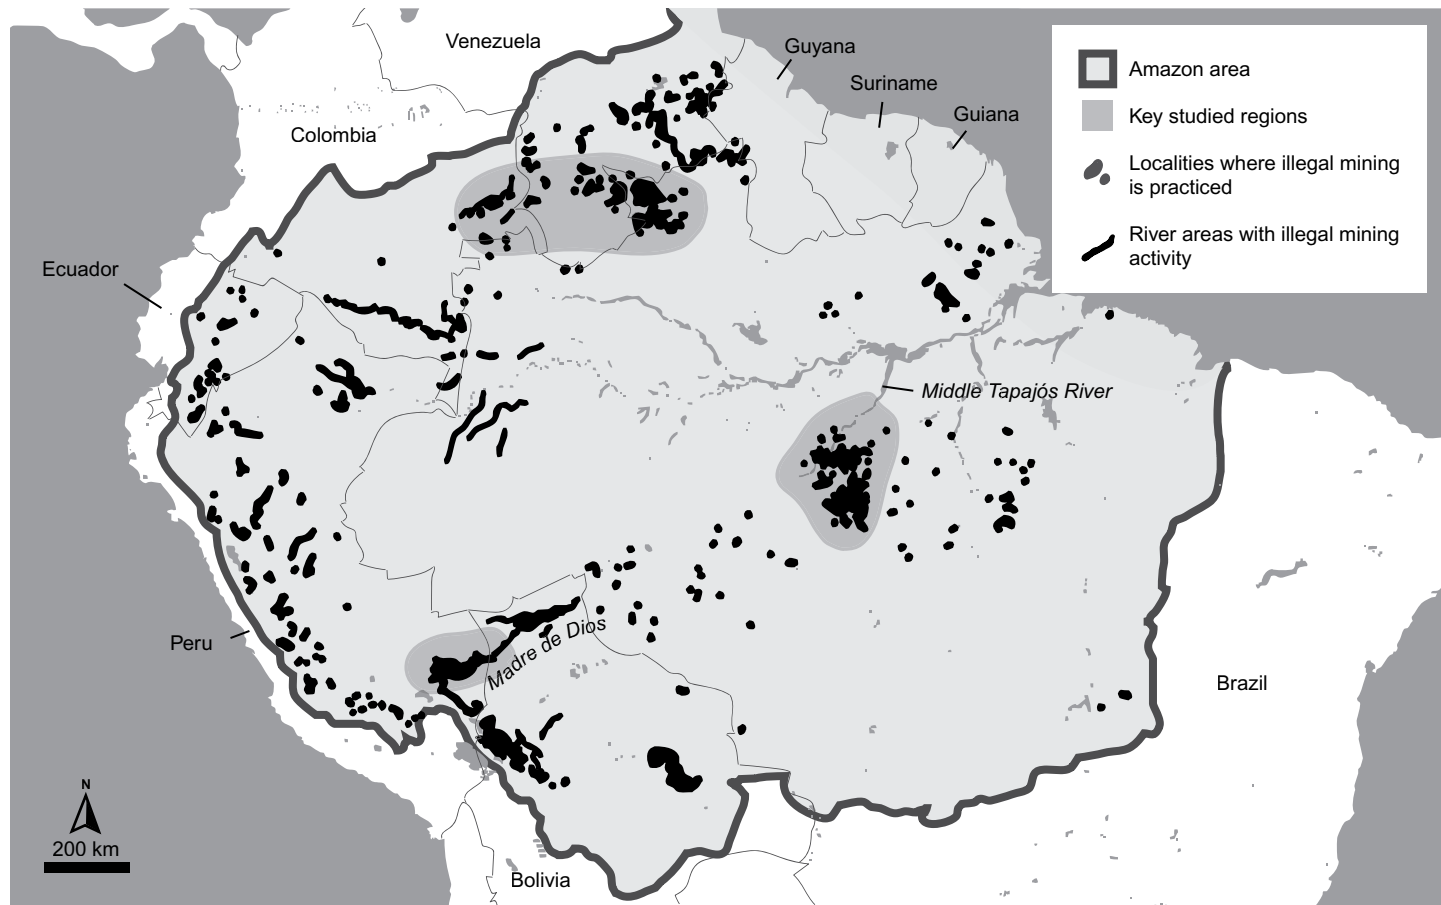 Venezuela
Guyana
Suriname
Guiana
Colombia
Ecuador
Middle Tapajós River
Peru
Madre de Dios
Brazil
Bolivia
N
200 km
Amazon area
Key studied regions
Localities where illegal mining
is practiced
River areas with illegal mining
activity